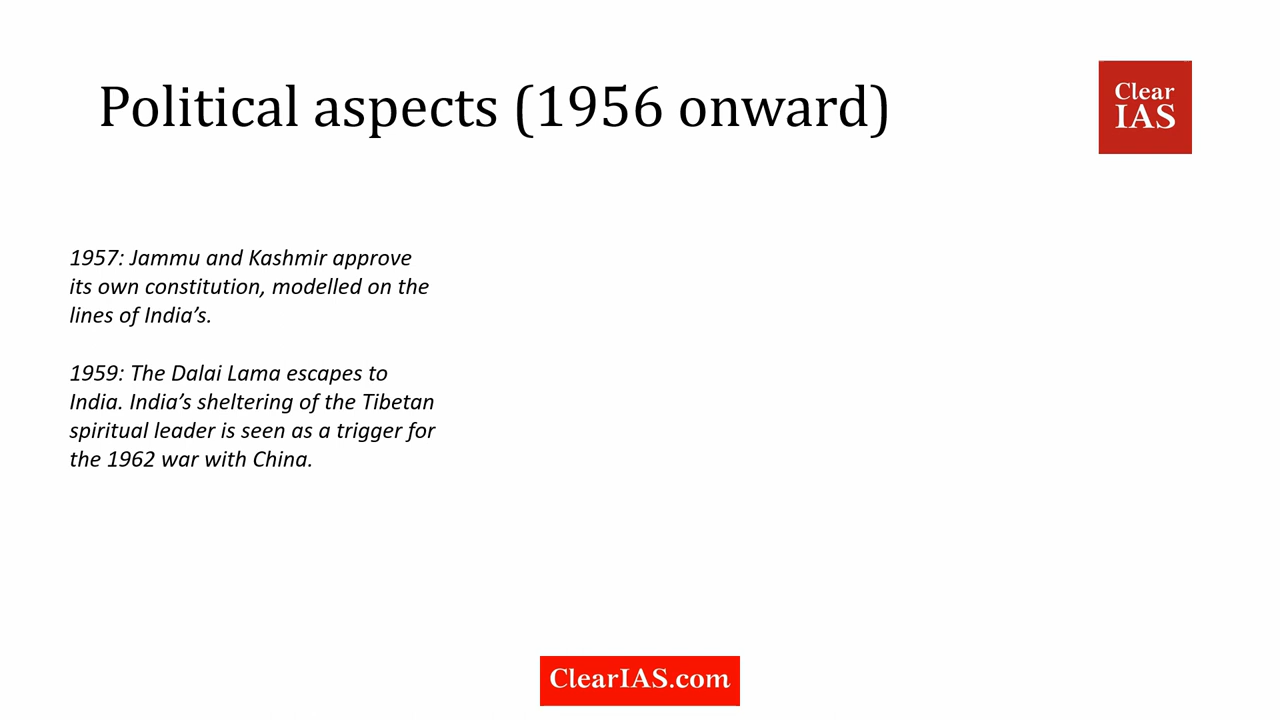 Political aspects (1956 onward)
Clear
IAS
1957: Jammu and Kashmir approve
its own constitution, modelled on the
lines of India’s.
1959: The Dalai Lama escapes to
India. India’s sheltering of the Tibetan
spiritual leader is seen as a trigger for
the 1962 war with China.
ClearIAS.com